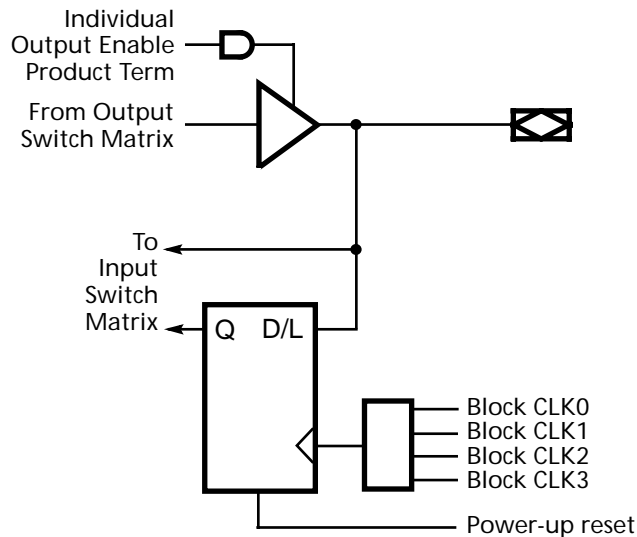 Individual
Output Enable
Product Term
From Output
Switch Matrix
To
Input
Switch
Matrix
Q D/L
Block CLK0
Block CLK1
Block CLK2
Block CLK3
Power-up reset